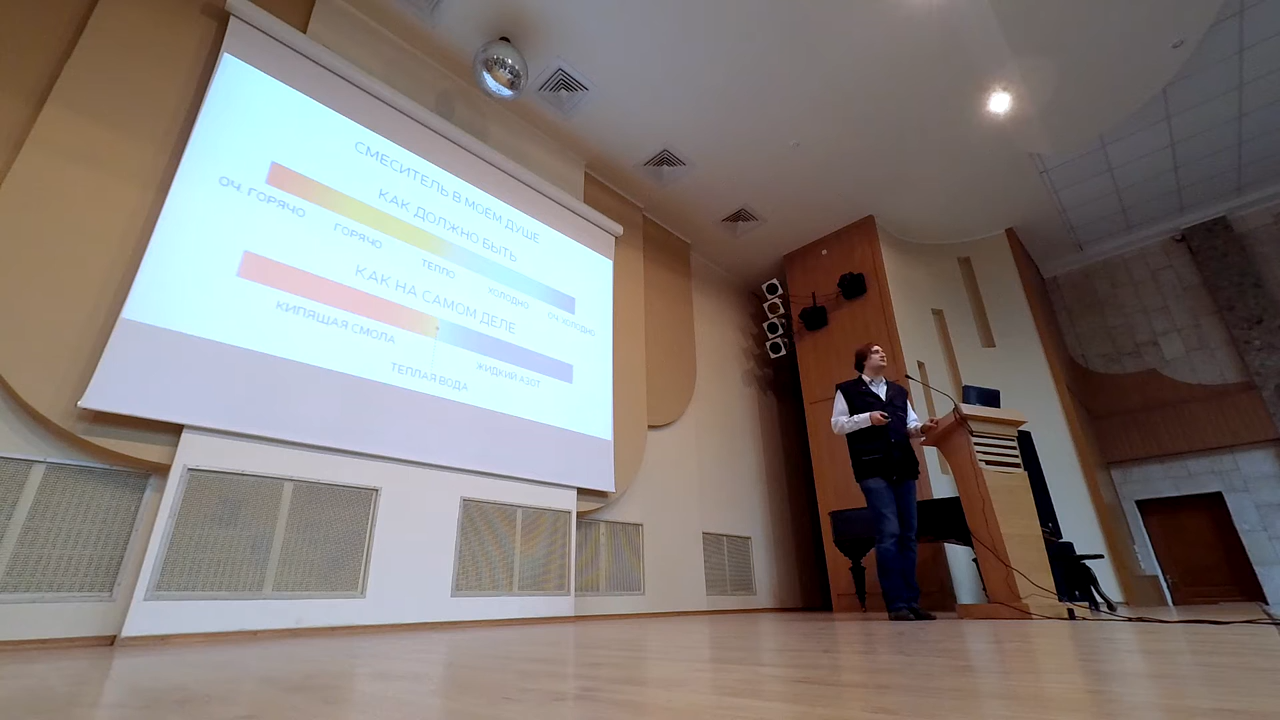 СМЕСИТЕЛЬ В МОЕМ ДУШЕ
КАК ДОЛЖНО БЫТЬ
ОЧ. ГОРЯЧО
ГОРЯЧО
ТЕПЛО
ХОЛОДНО
ОЧ. ХОЛОДНО
КАК НА САМОМ ДЕЛЕ
КИПЯЩАЯ СМОЛА
ТЕПЛАЯ ВОДА
ЖИДКИЙ АЗОТ